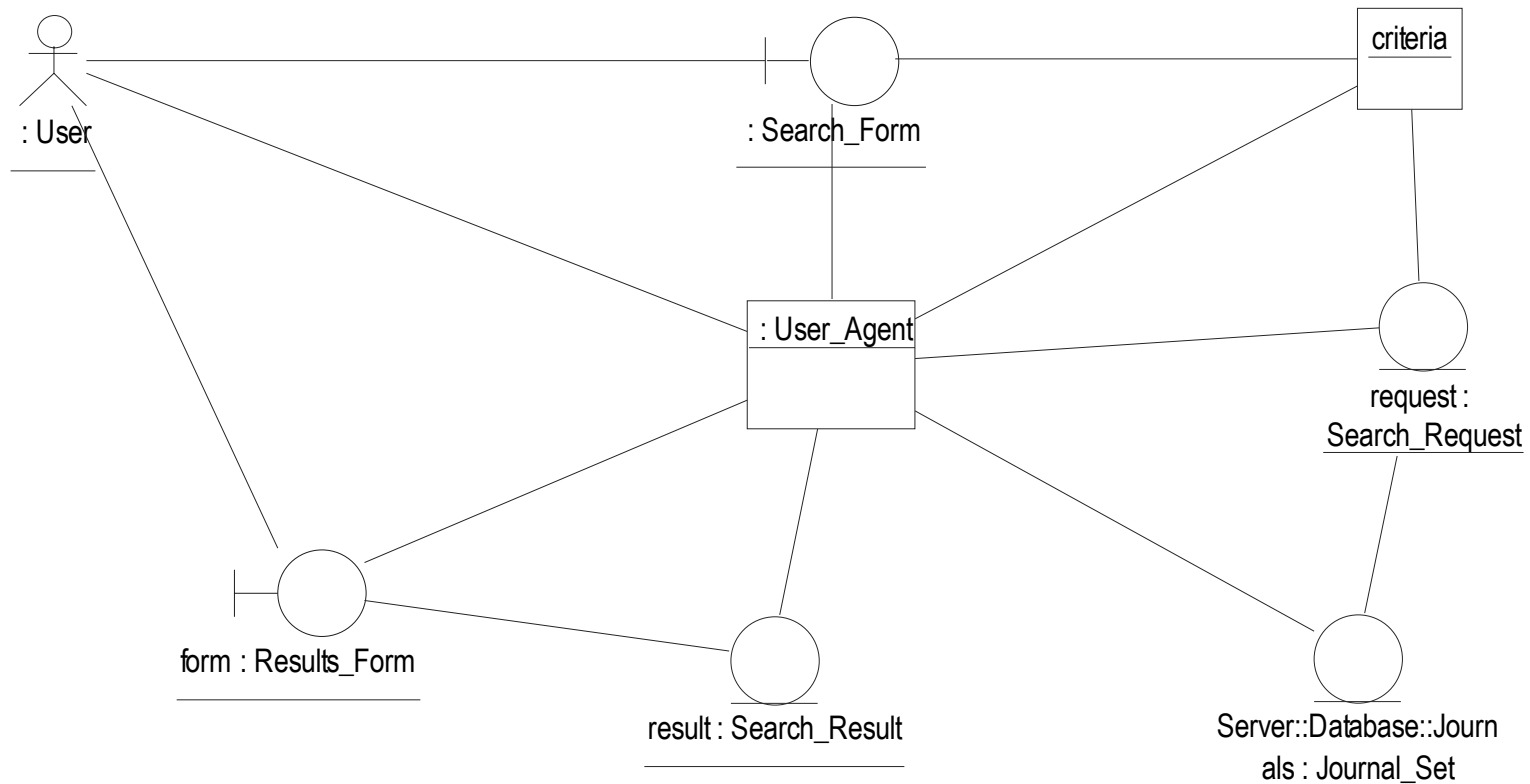 criteria
: User
: Search_Form
: User_Agent
request :
Search_Request
form : Results_Form
result : Search_Result
Server::Database::Journ
als : Journal_Set